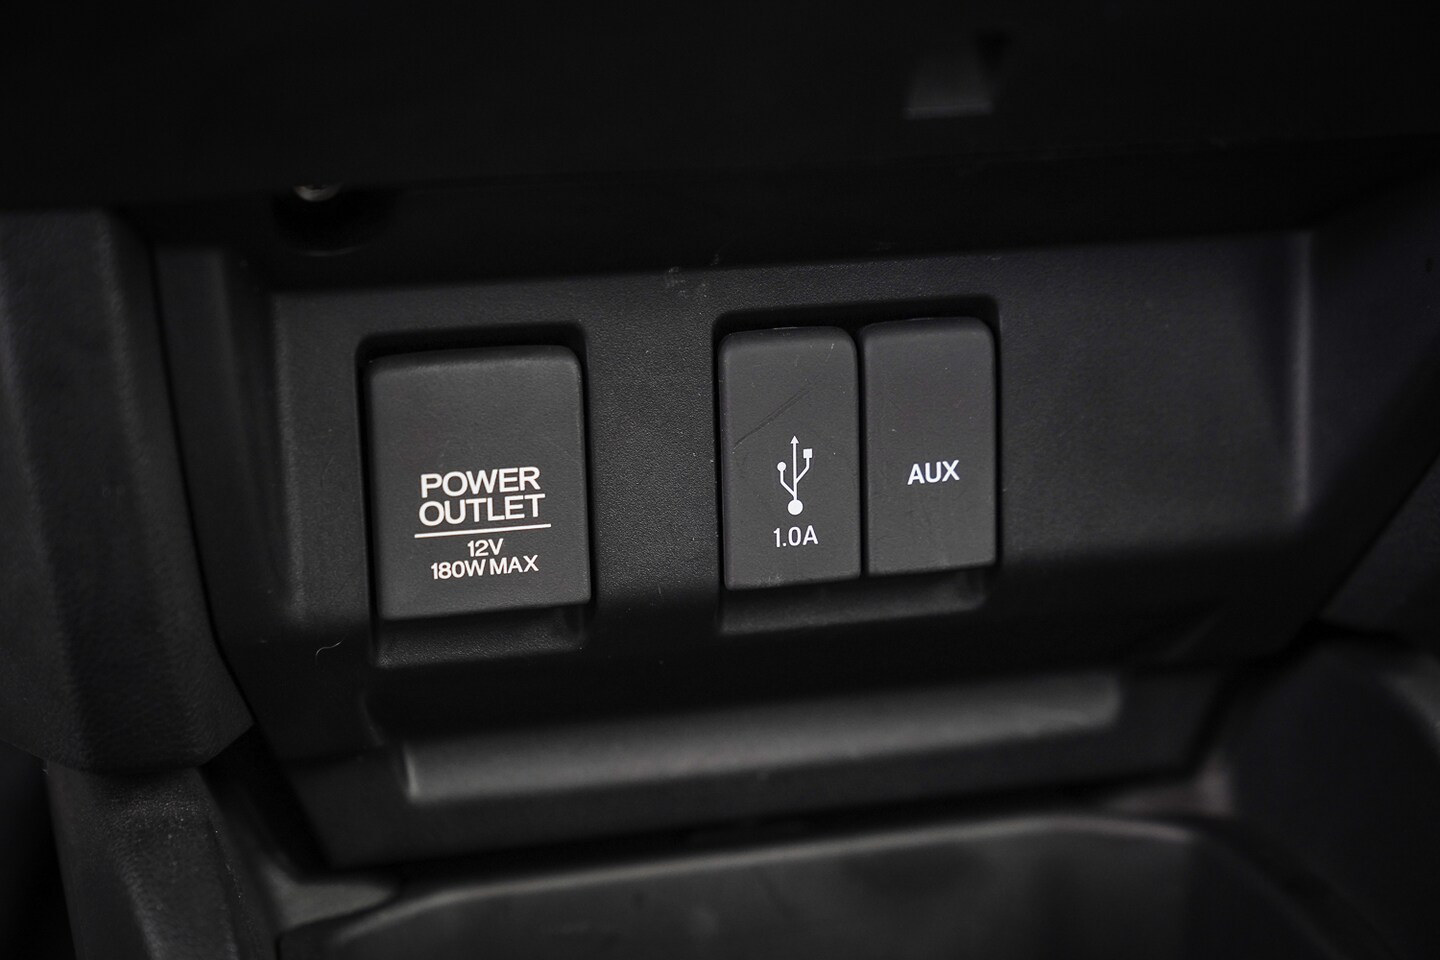 POWER
OUTLET
12V
180W MAX
1.0A
AUX